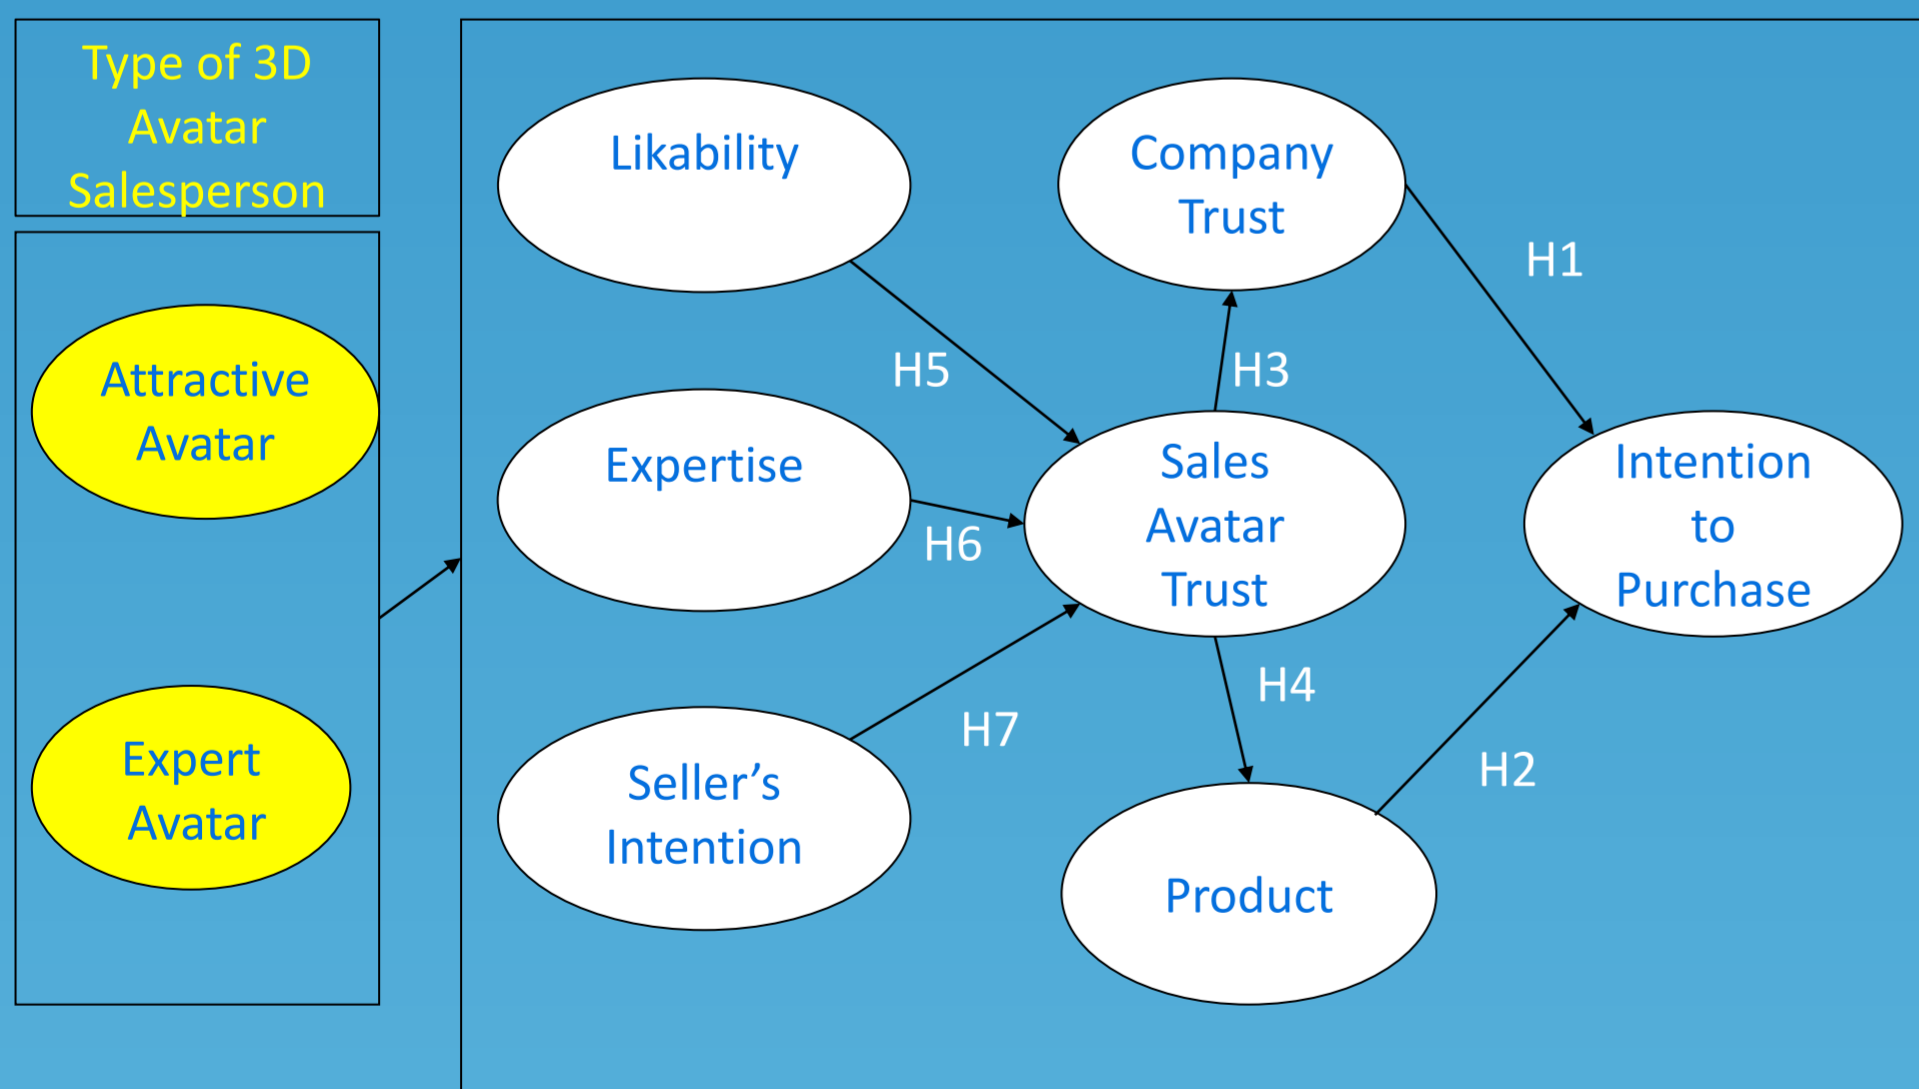 Type of 3D
Avatar
Salesperson
Attractive
Avatar
Expert
Avatar
Likability
Expertise
Seller’s
Intention
H5
H6
H7
Company
Trust
H3
Sales
Avatar
Trust
H4
Product
H1
H2
Intention
to
Purchase